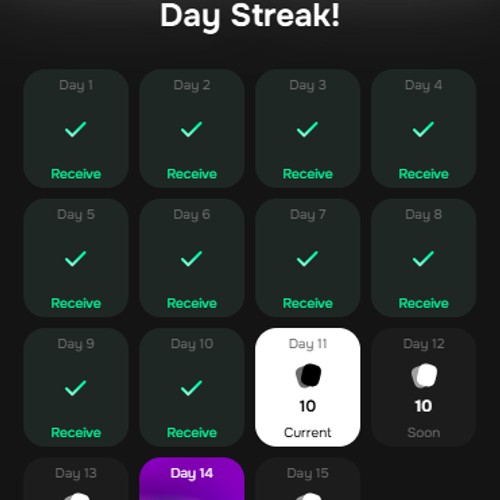 Day Streak!
Day 1
Day 2
Day 3
Day 4
Receive
Receive
Receive
Receive
Day 5
Day 6
Day 7
Day 8
Receive
Receive
Receive
Receive
Day 9
Day 10
Day 11
Day 12
10
10
Receive
Receive
Current
Soon
Day 13
Day 14
Day 15